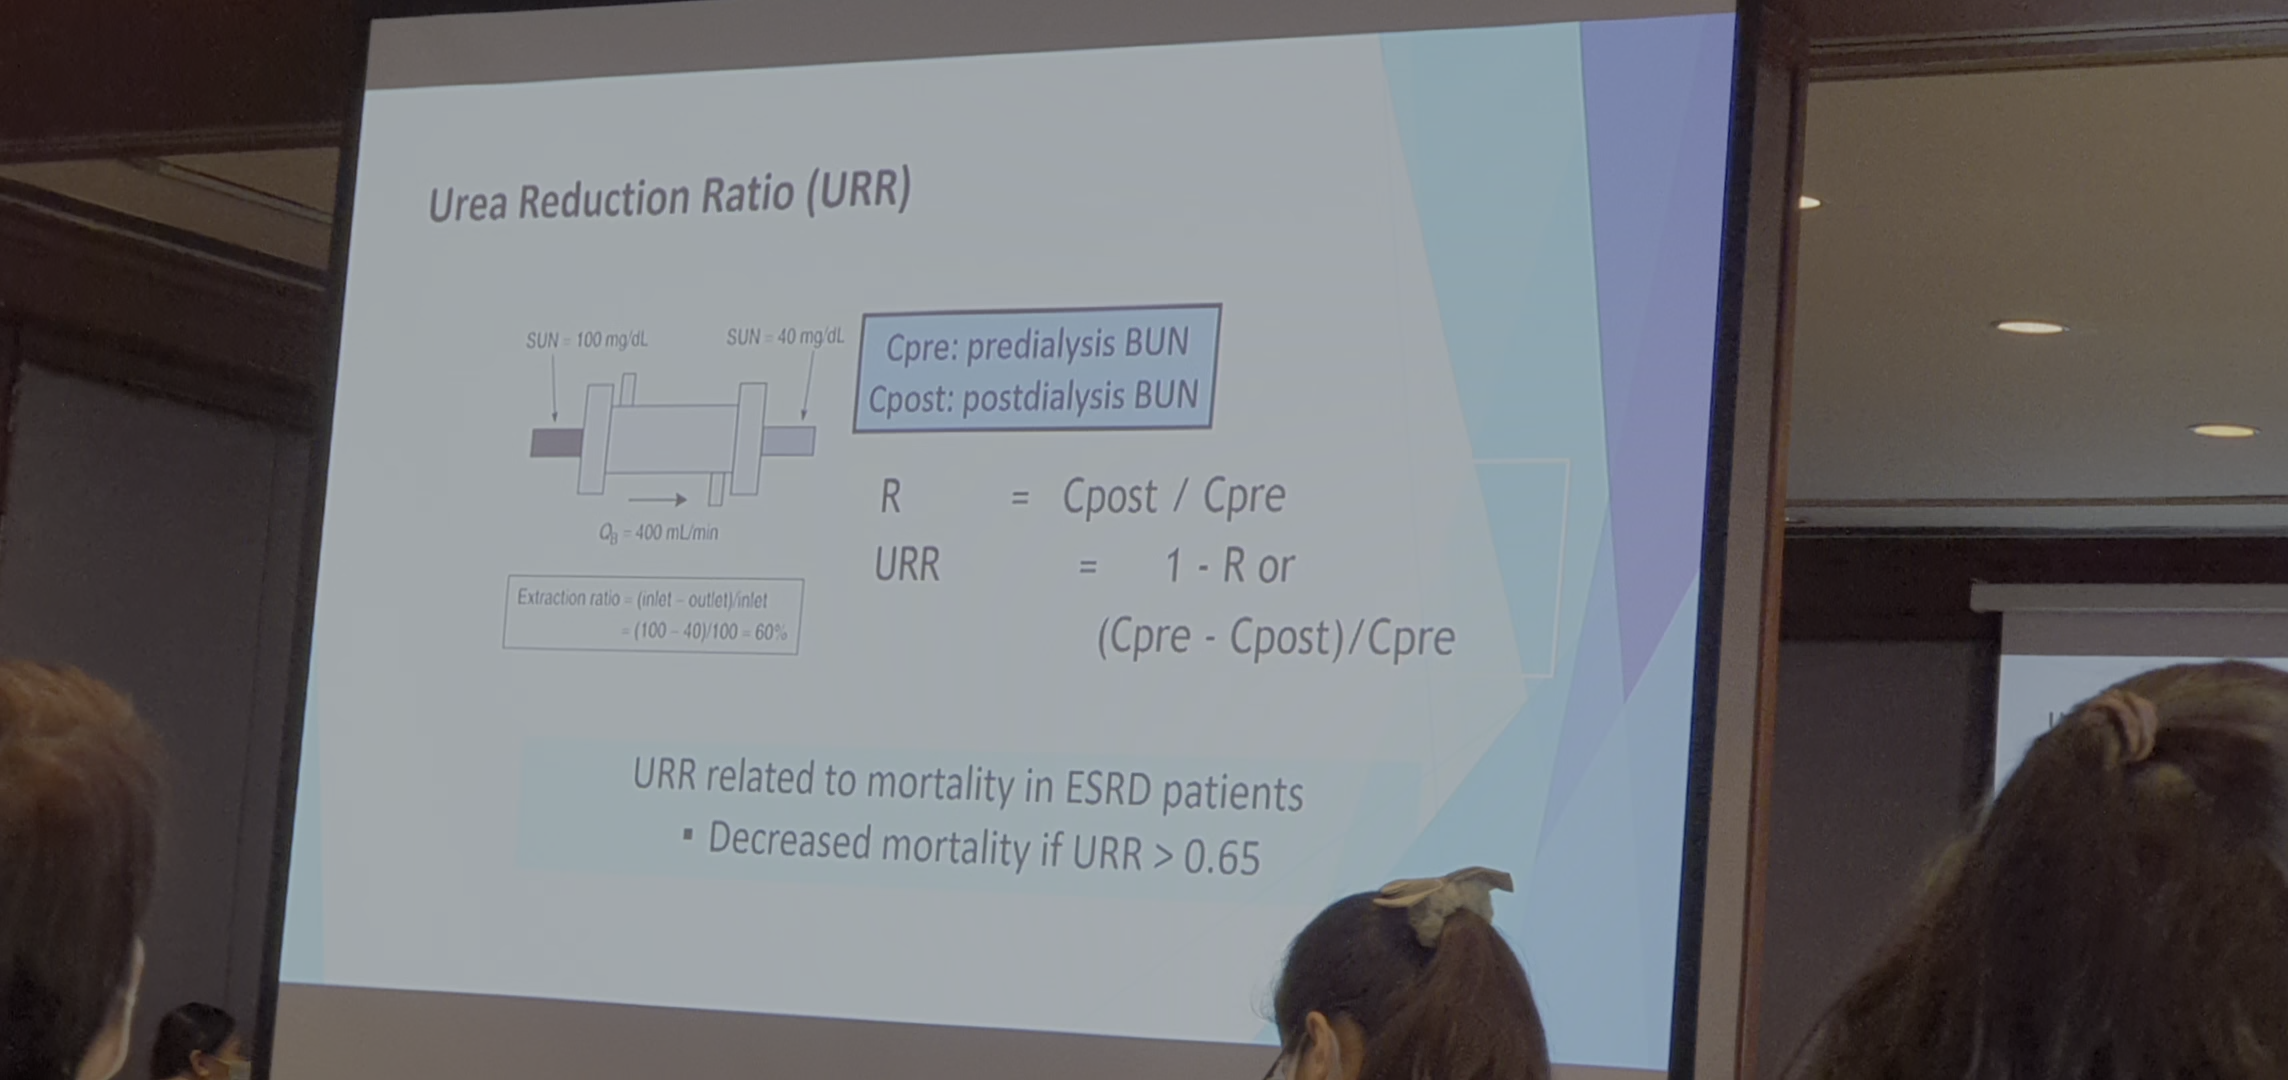 Urea Reduction Ratio (URR)
SUN = 100 mg/dL
SUN = 40 mg/dL
Cpre: predialysis BUN
Cpost: postdialysis BUN
R = Cpost / Cpre
Q_B = 400 mL/min
URR = 1 - R or
(Cpre - Cpost)/Cpre
Extraction ratio = (inlet – outlet)/inlet
= (100 – 40)/100 = 60%
URR related to mortality in ESRD patients
▪ Decreased mortality if URR > 0.65